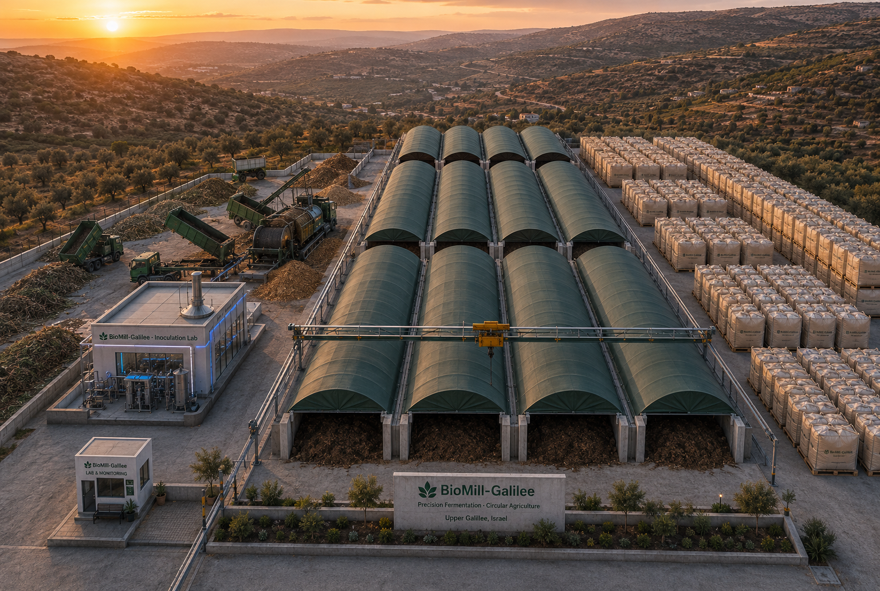 BioMill-Galilee - Inoculation Lab
BioMill-Galilee
LAB & MONITORING
BioMill-Galilee
Precision Fermentation - Circular Agriculture
Upper Galilee, Israel